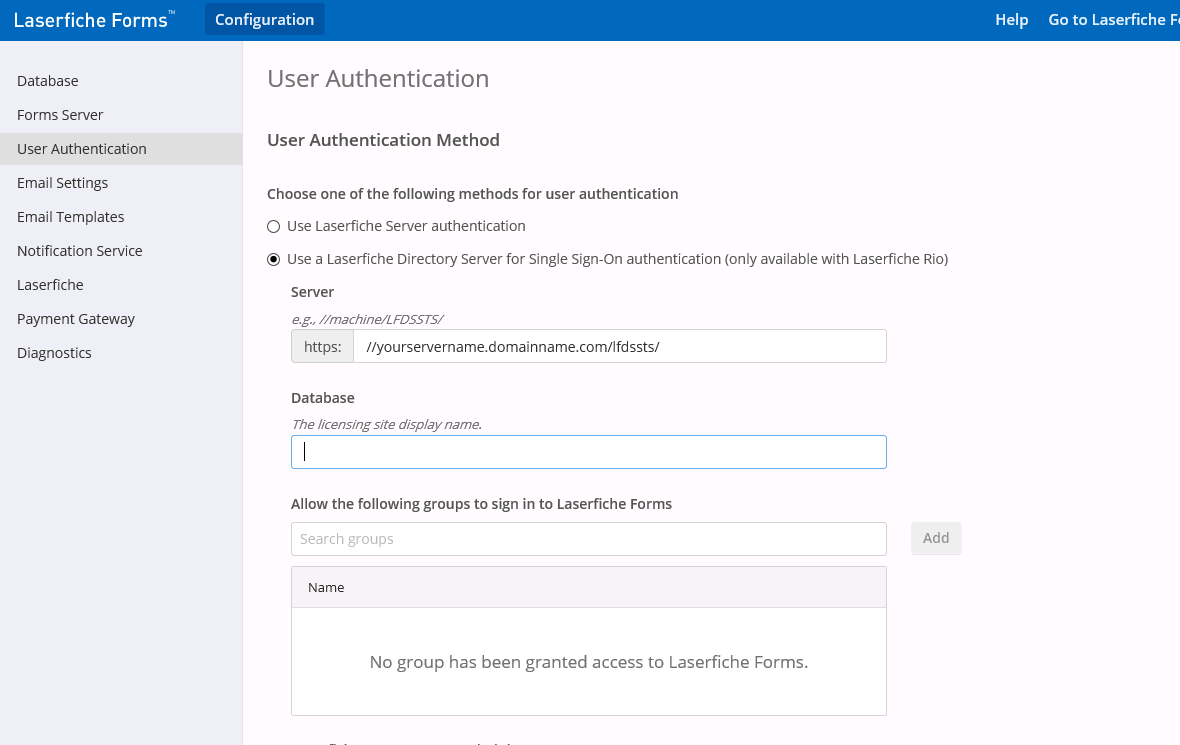 Laserfiche Forms™ Configuration Help Go to Laserfiche
Database
Forms Server
User Authentication
Email Settings
Email Templates
Notification Service
Laserfiche
Payment Gateway
Diagnostics
User Authentication
User Authentication Method
Choose one of the following methods for user authentication
Use Laserfiche Server authentication
Use a Laserfiche Directory Server for Single Sign-On authentication (only available with Laserfiche Rio)
Server
e.g., //machine/LFDSSTS/
https: //yourservername.domainname.com/lfdssts/
Database
The licensing site display name.
Allow the following groups to sign in to Laserfiche Forms
Search groups Add
Name
No group has been granted access to Laserfiche Forms.